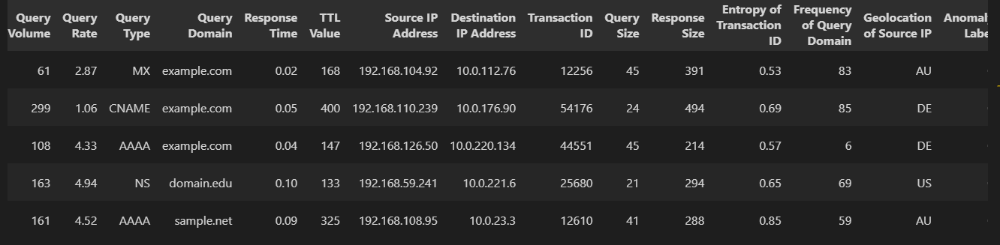 Query Volume Query Rate Query Type Query Domain Response Time TTL Value Source IP Address Destination IP Address Transaction ID Query Size Response Size Entropy of Transaction ID Frequency of Query Domain Geolocation of Source IP
61 2.87 MX example.com 0.02 168 192.168.104.92 10.0.112.76 12256 45 391 0.53 83 AU
299 1.06 CNAME example.com 0.05 400 192.168.110.239 10.0.176.90 54176 24 494 0.69 85 DE
108 4.33 AAAA example.com 0.04 147 192.168.126.50 10.0.220.134 44551 45 214 0.57 6 DE
163 4.94 NS domain.edu 0.10 133 192.168.59.241 10.0.221.6 25680 21 294 0.65 69 US
161 4.52 AAAA sample.net 0.09 325 192.168.108.95 10.0.23.3 12610 41 288 0.85 59 AU